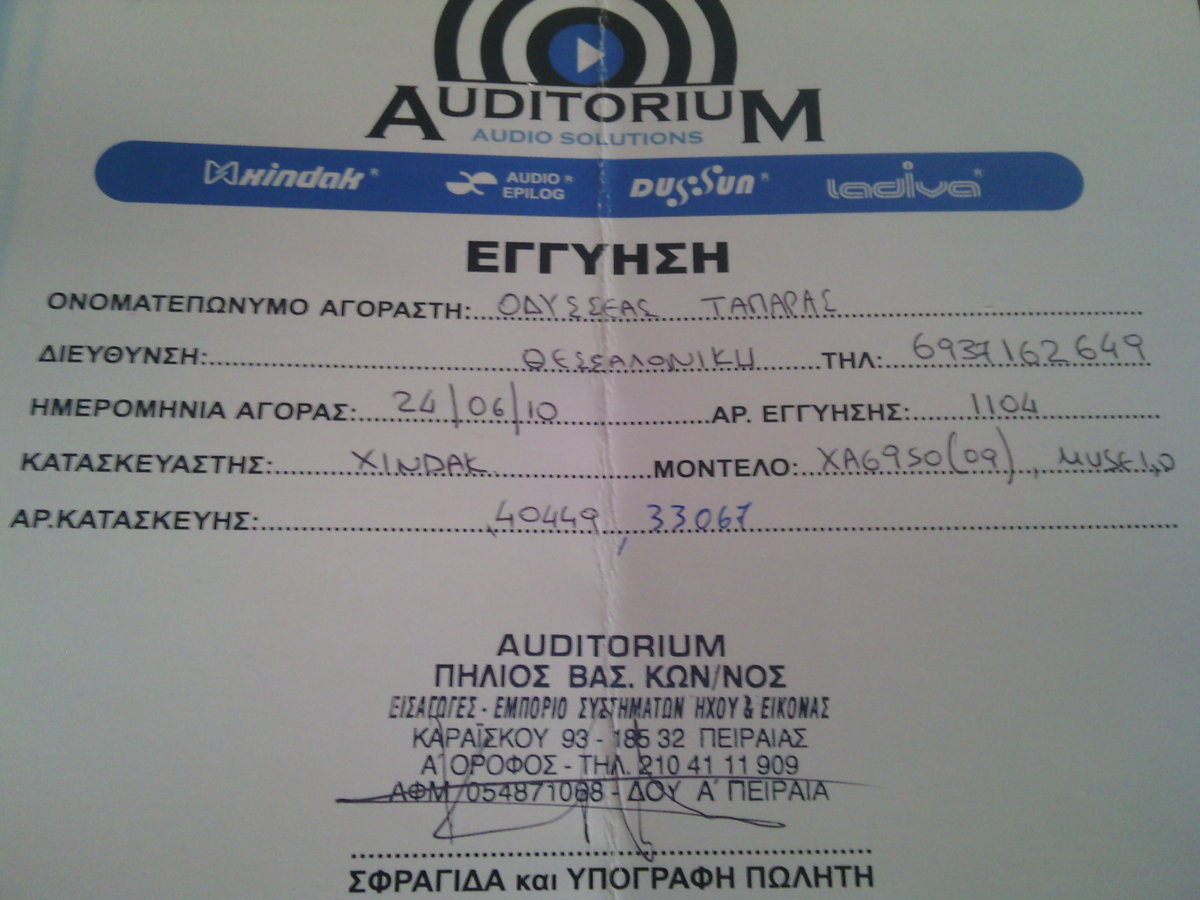 AUDITORIUM
AUDIO SOLUTIONS
xindak® AUDIO EPILOG® DUSSUN® ladiva®
ΕΓΓΥΗΣΗ
ΟΝΟΜΑΤΕΠΩΝΥΜΟ ΑΓΟΡΑΣΤΗ: ΟΔΥΣΣΕΑΣ ΤΑΠΑΡΑΣ
ΔΙΕΥΘΥΝΣΗ: ΘΕΣΣΑΛΟΝΙΚΗ ΤΗΛ: 6937162649
ΗΜΕΡΟΜΗΝΙΑ ΑΓΟΡΑΣ: 24/06/10 ΑΡ. ΕΓΓΥΗΣΗΣ: 1104
ΚΑΤΑΣΚΕΥΑΣΤΗΣ: XINDAK ΜΟΝΤΕΛΟ: XA6950(09), MUSE 1,0
ΑΡ.ΚΑΤΑΣΚΕΥΗΣ: 40449, 33067
AUDITORIUM
ΠΗΛΙΟΣ ΒΑΣ. ΚΩΝ/ΝΟΣ
ΕΙΣΑΓΩΓΕΣ - ΕΜΠΟΡΙΟ ΣΥΣΤΗΜΑΤΩΝ ΗΧΟΥ & ΕΙΚΟΝΑΣ
ΚΑΡΑΪΣΚΟΥ 93 - 185 32 ΠΕΙΡΑΙΑΣ
Α΄ ΟΡΟΦΟΣ - ΤΗΛ. 210 41 11 909
ΑΦΜ 054871068 - ΔΟΥ Α΄ ΠΕΙΡΑΙΑ
ΣΦΡΑΓΙΔΑ και ΥΠΟΓΡΑΦΗ ΠΩΛΗΤΗ